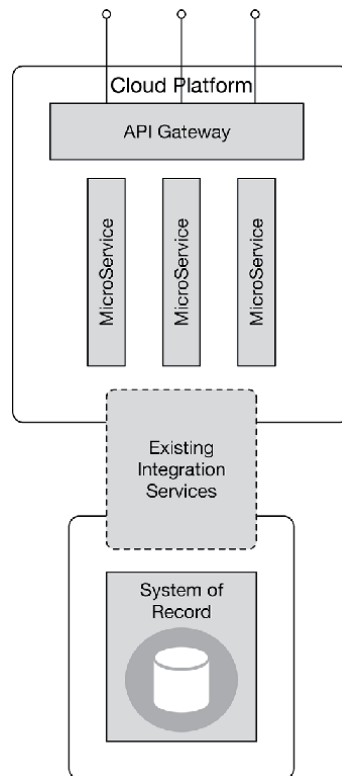 Cloud Platform
API Gateway
MicroService
MicroService
MicroService
Existing
Integration
Services
System of
Record